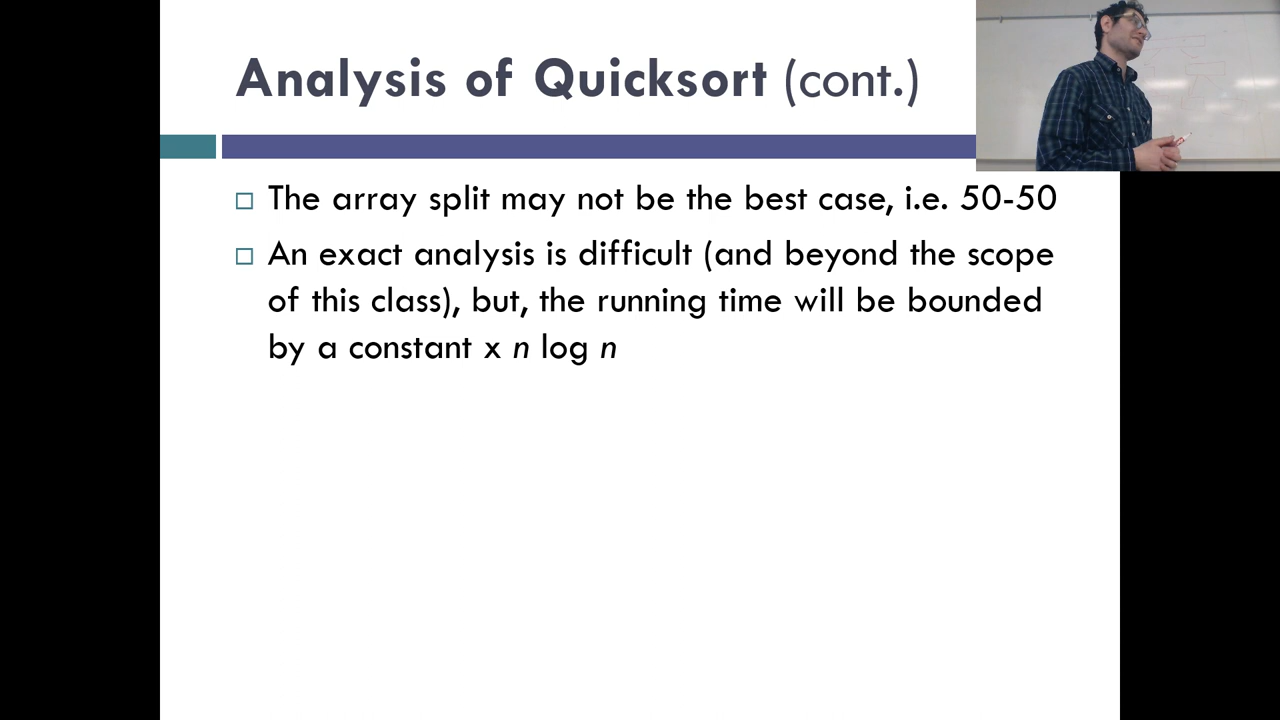 Analysis of Quicksort (cont.)
The array split may not be the best case, i.e. 50-50
An exact analysis is difficult (and beyond the scope
of this class), but, the running time will be bounded
by a constant x n log n